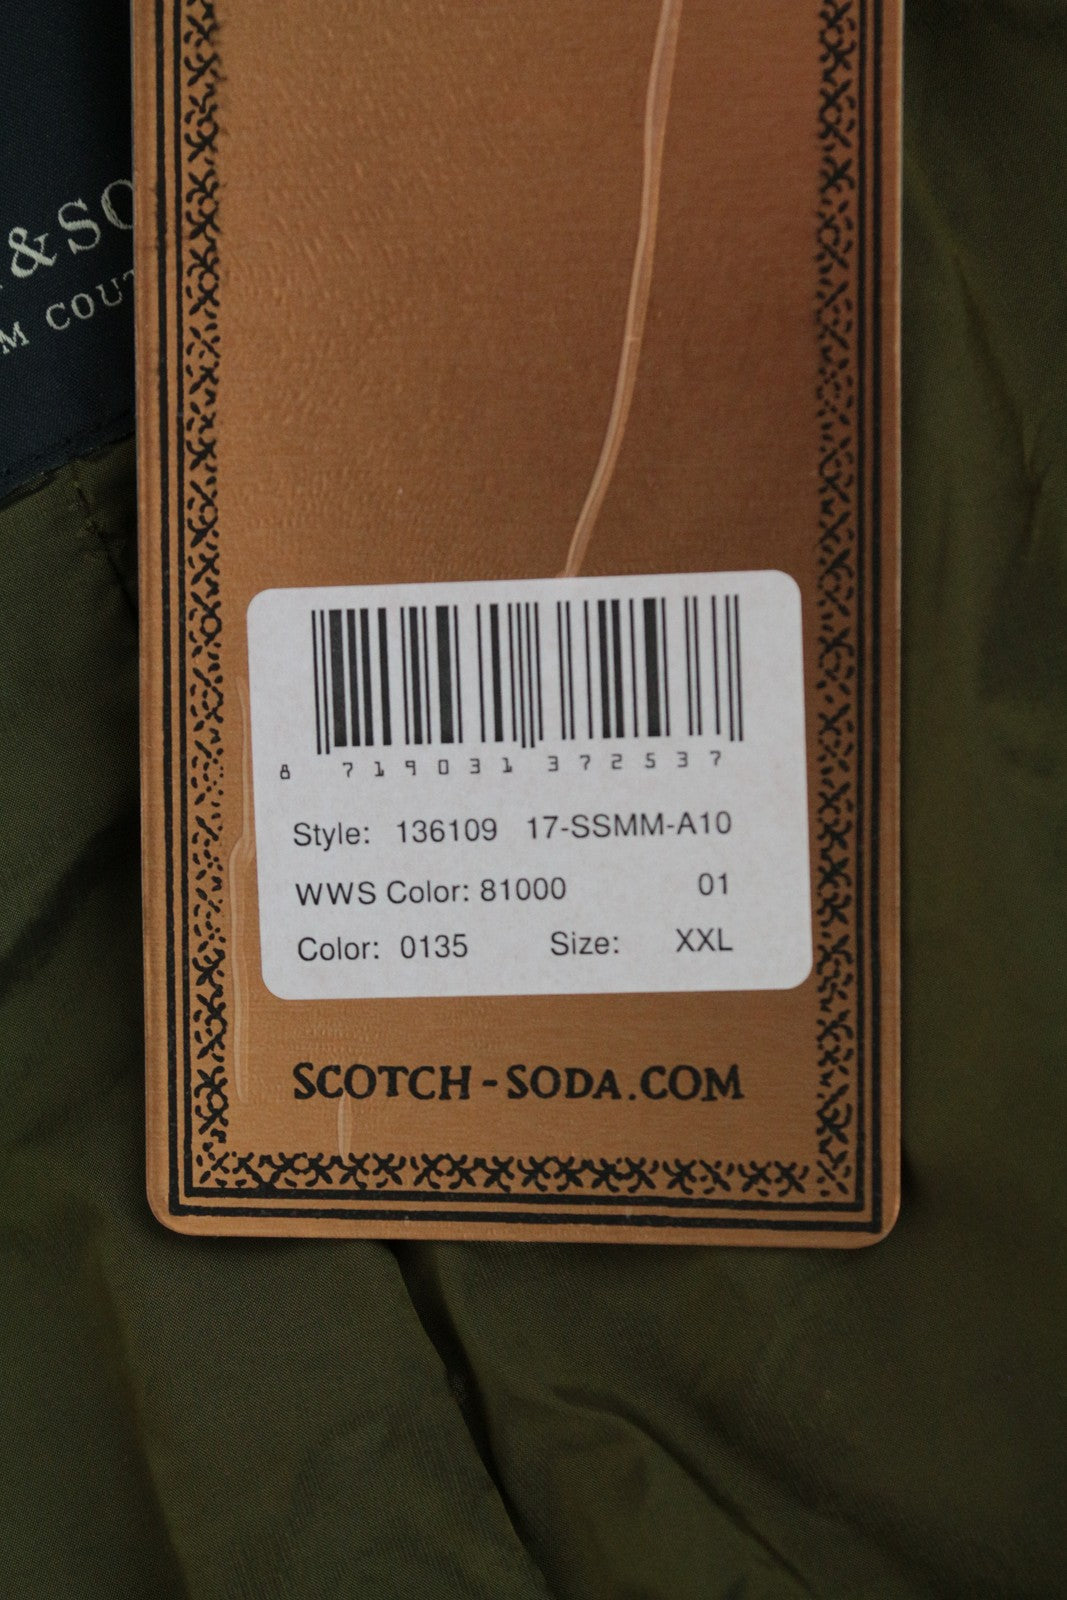 & SO
M COUT
8 719031 372537
Style: 136109 17-SSMM-A10
WWS Color: 81000 01
Color: 0135 Size: XXL
SCOTCH-SODA.COM